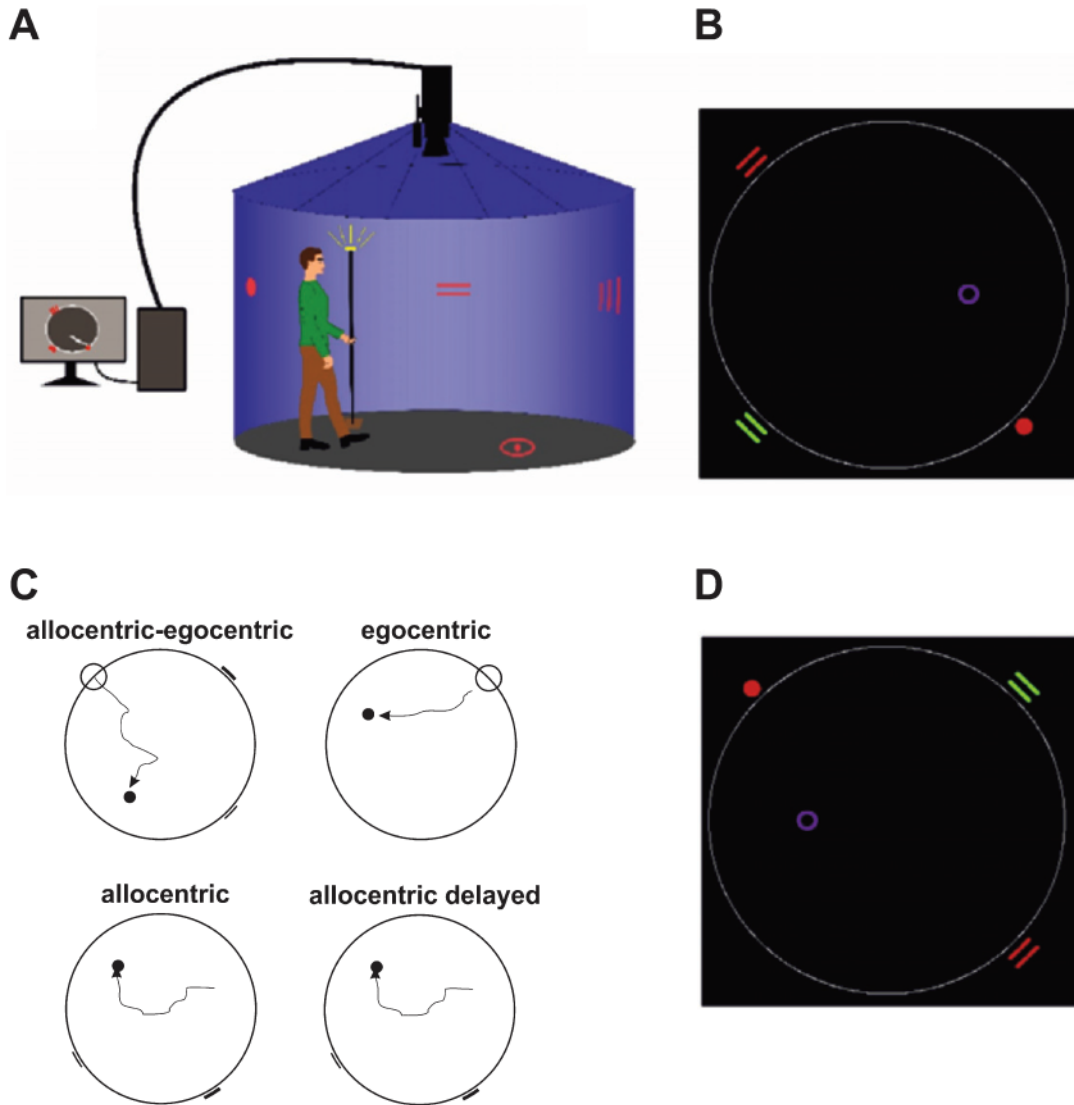 A
B
C
D
allocentric-egocentric
egocentric
allocentric
allocentric delayed